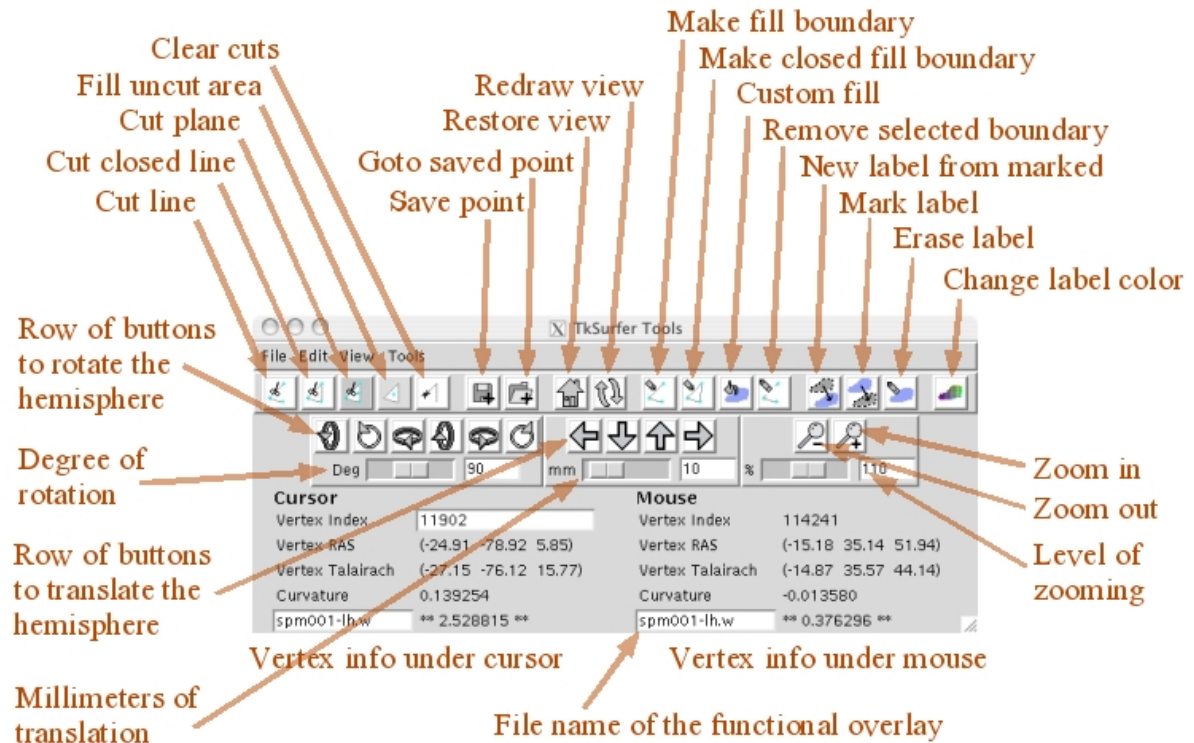 Make fill boundary
Clear cuts
Make closed fill boundary
Fill uncut area
Redraw view
Custom fill
Cut plane
Restore view
Remove selected boundary
Cut closed line
Goto saved point
New label from marked
Cut line
Save point
Mark label
Erase label
Change label color
Row of buttons
to rotate the
hemisphere
X TkSurfer Tools
File Edit View Tools
Degree of
rotation
Deg 90
mm 10
% 110
Zoom in
Zoom out
Level of
zooming
Cursor
Vertex Index 11902
Vertex RAS (-24.91 -78.92 5.85)
Vertex Talairach (-27.15 -76.12 15.77)
Curvature 0.139254
spm001-lh.w ** 2.528815 **
Mouse
Vertex Index 114241
Vertex RAS (-15.18 35.14 51.94)
Vertex Talairach (-14.87 35.57 44.14)
Curvature -0.013580
spm001-lh.w ** 0.376296 **
Row of buttons
to translate the
hemisphere
Vertex info under cursor
Vertex info under mouse
Millimeters of
translation
File name of the functional overlay